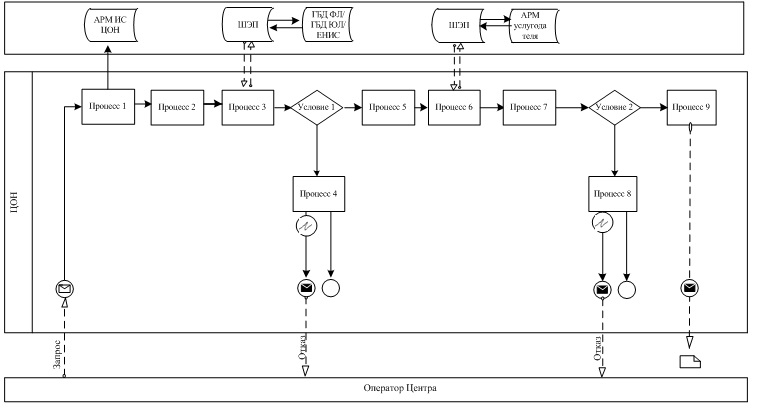 АРМ ИС
ЦОН
ШЭП
ГБД ФЛ/
ГБД ЮЛ/
ЕНИС
ШЭП
АРМ
услугода
теля
ЦОН
Процесс 1
Процесс 2
Процесс 3
Условие 1
Процесс 5
Процесс 6
Процесс 7
Условие 2
Процесс 9
Процесс 4
Процесс 8
Запрос
Отказ
Отказ
Оператор Центра